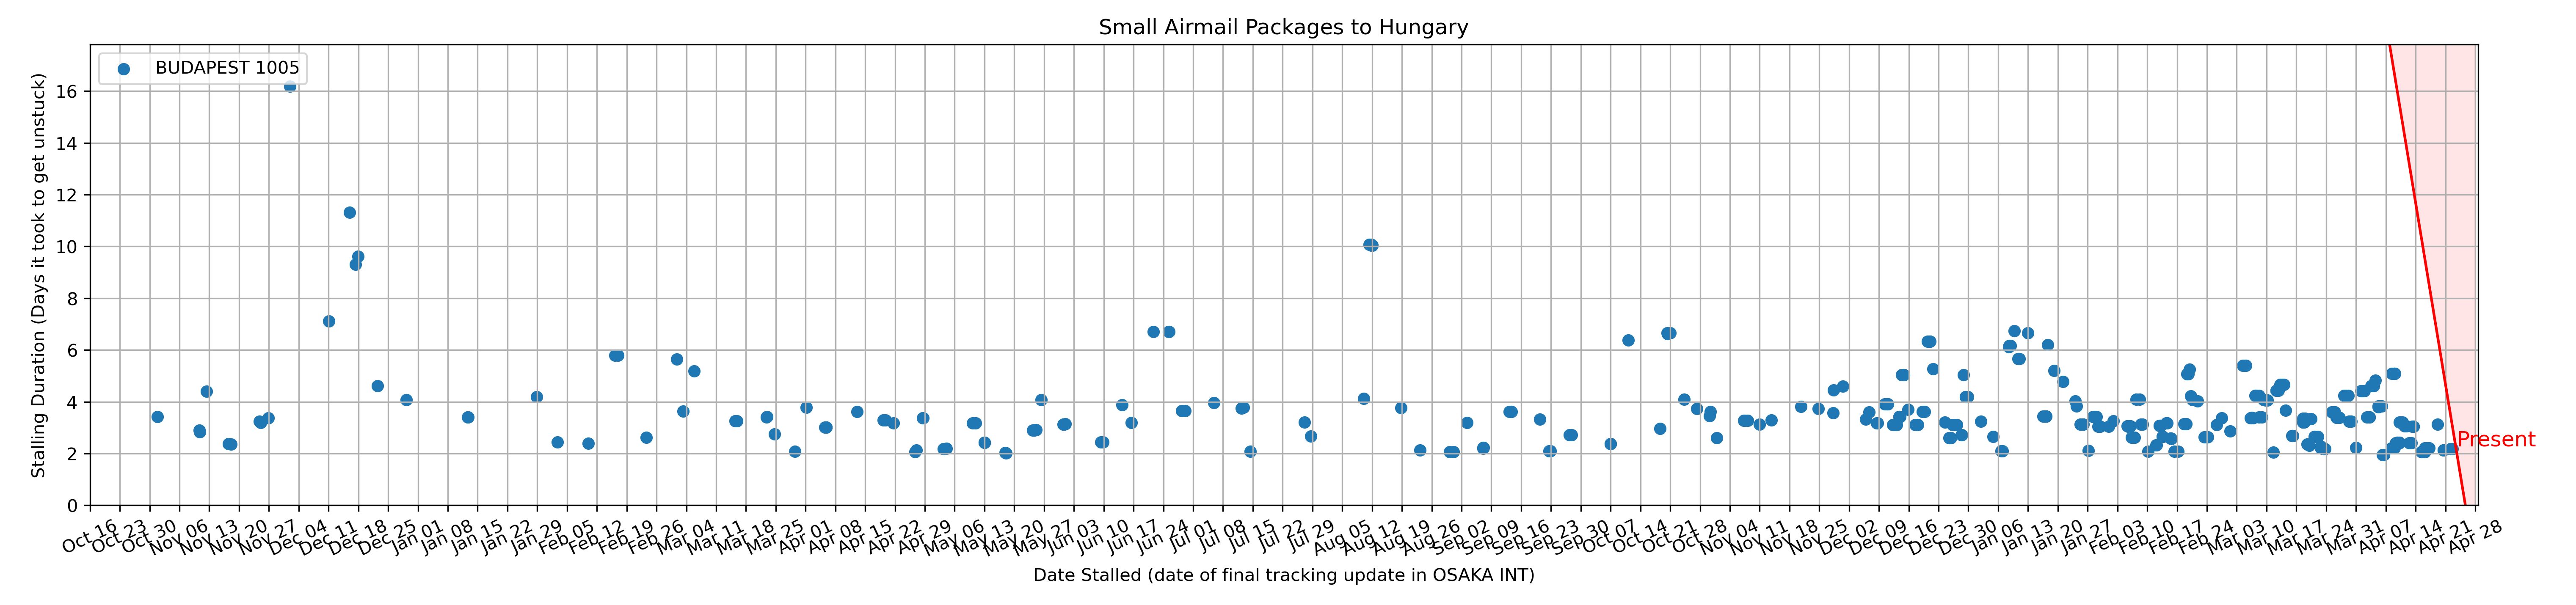 Small Airmail Packages to Hungary
BUDAPEST 1005
Stalling Duration (Days it took to get unstuck)
16
14
12
10
8
6
4
2
0
Present
Oct 16
Oct 23
Oct 30
Nov 06
Nov 13
Nov 20
Nov 27
Dec 04
Dec 11
Dec 18
Dec 25
Jan 01
Jan 08
Jan 15
Jan 22
Jan 29
Feb 05
Feb 12
Feb 19
Feb 26
Mar 04
Mar 11
Mar 18
Mar 25
Apr 01
Apr 08
Apr 15
Apr 22
Apr 29
May 06
May 13
May 20
May 27
Jun 03
Jun 10
Jun 17
Jun 24
Jul 01
Jul 08
Jul 15
Jul 22
Jul 29
Aug 05
Aug 12
Aug 19
Aug 26
Sep 02
Sep 09
Sep 16
Sep 23
Sep 30
Oct 07
Oct 14
Oct 21
Oct 28
Nov 04
Nov 11
Nov 18
Nov 25
Dec 02
Dec 09
Dec 16
Dec 23
Dec 30
Jan 06
Jan 13
Jan 20
Jan 27
Feb 03
Feb 10
Feb 17
Feb 24
Mar 03
Mar 10
Mar 17
Mar 24
Mar 31
Apr 07
Apr 14
Apr 21
Apr 28
Date Stalled (date of final tracking update in OSAKA INT)